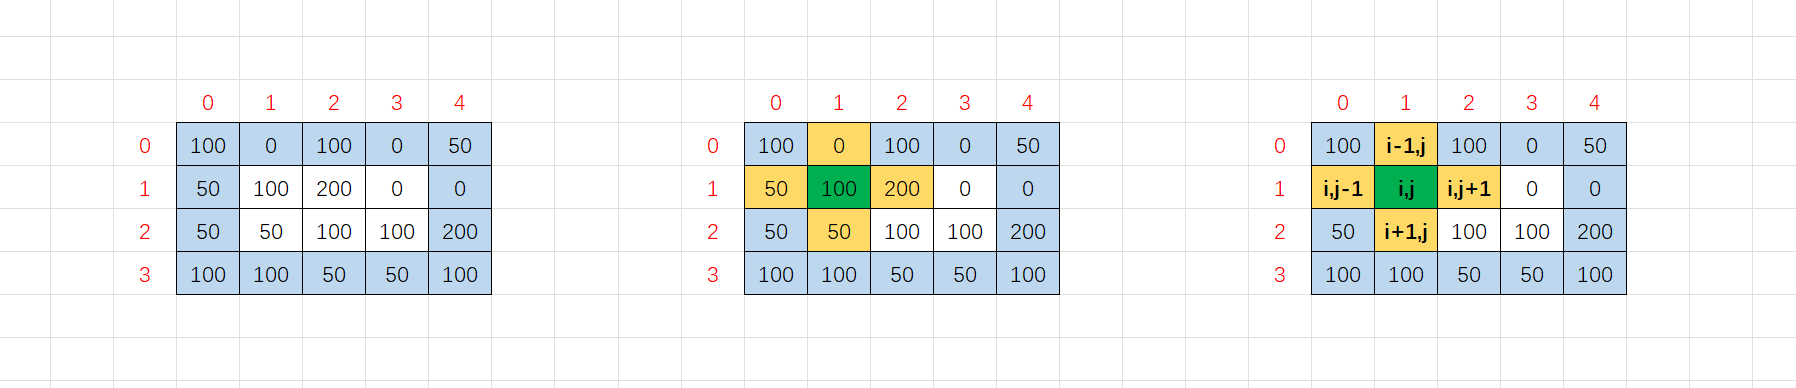 0 1 2 3 4 0 1 2 3 4 0 1 2 3 4
0 100 0 100 0 50 0 100 0 100 0 50 0 100 i-1,j 100 0 50
1 50 100 200 0 0 1 50 100 200 0 0 1 i,j-1 i,j i,j+1 0 0
2 50 50 100 100 200 2 50 50 100 100 200 2 50 i+1,j 100 100 200
3 100 100 50 50 100 3 100 100 50 50 100 3 100 100 50 50 100